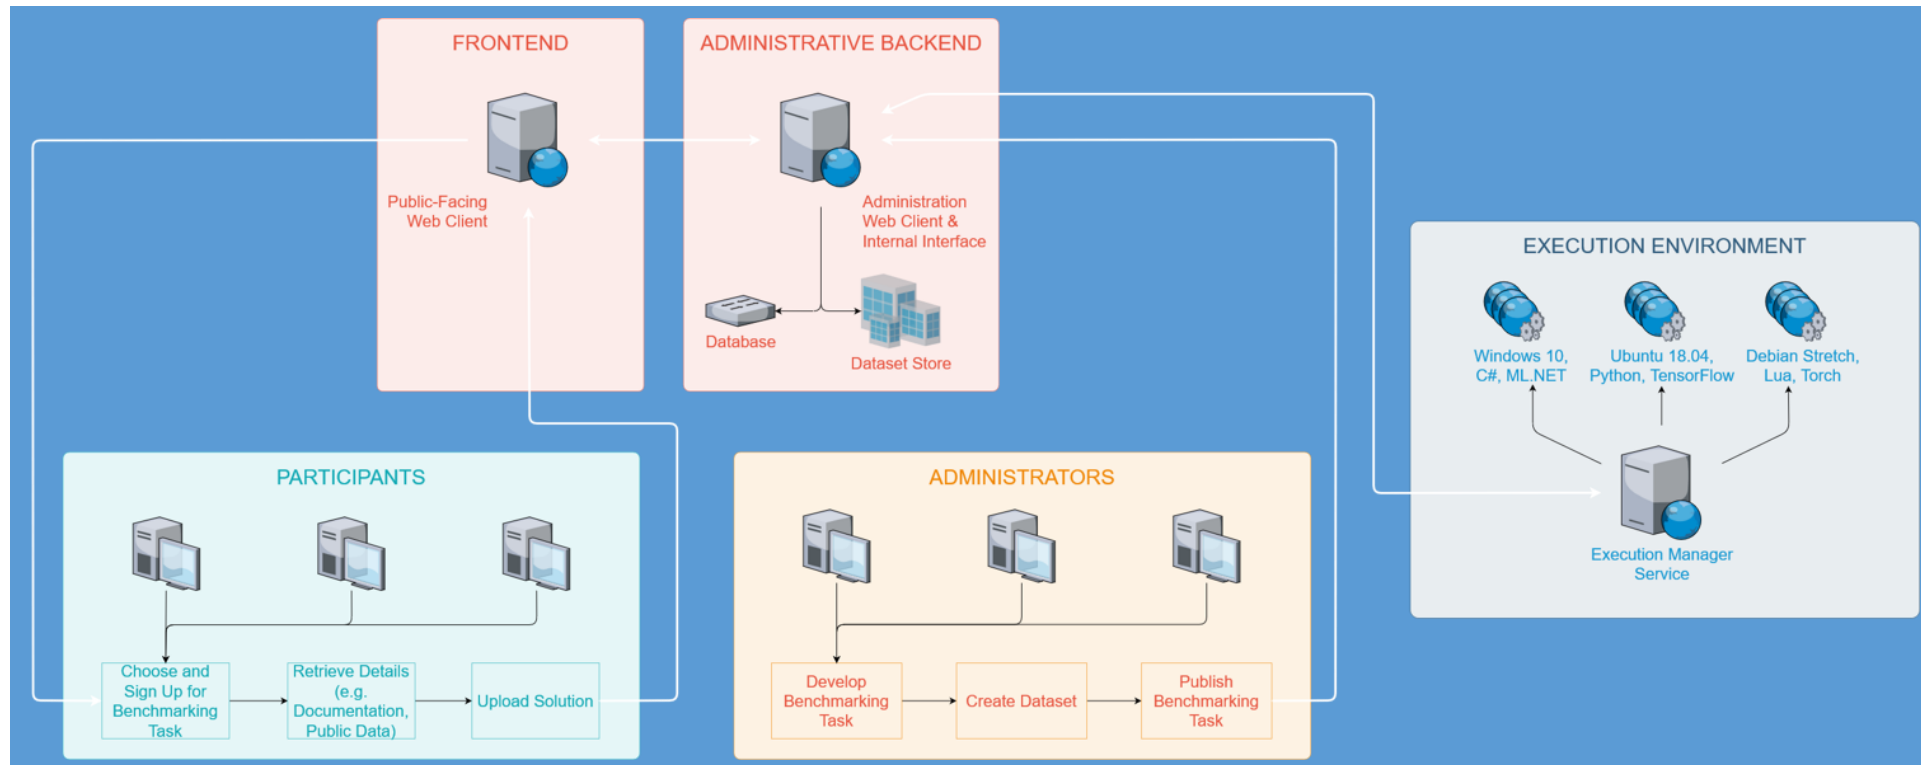 FRONTEND
Public-Facing
Web Client
ADMINISTRATIVE BACKEND
Administration
Web Client &
Internal Interface
Database
Dataset Store
EXECUTION ENVIRONMENT
Windows 10,
C#, ML.NET
Ubuntu 18.04,
Python, TensorFlow
Debian Stretch,
Lua, Torch
Execution Manager
Service
PARTICIPANTS
Choose and
Sign Up for
Benchmarking
Task
Retrieve Details
(e.g.
Documentation,
Public Data)
Upload Solution
ADMINISTRATORS
Develop
Benchmarking
Task
Create Dataset
Publish
Benchmarking
Task